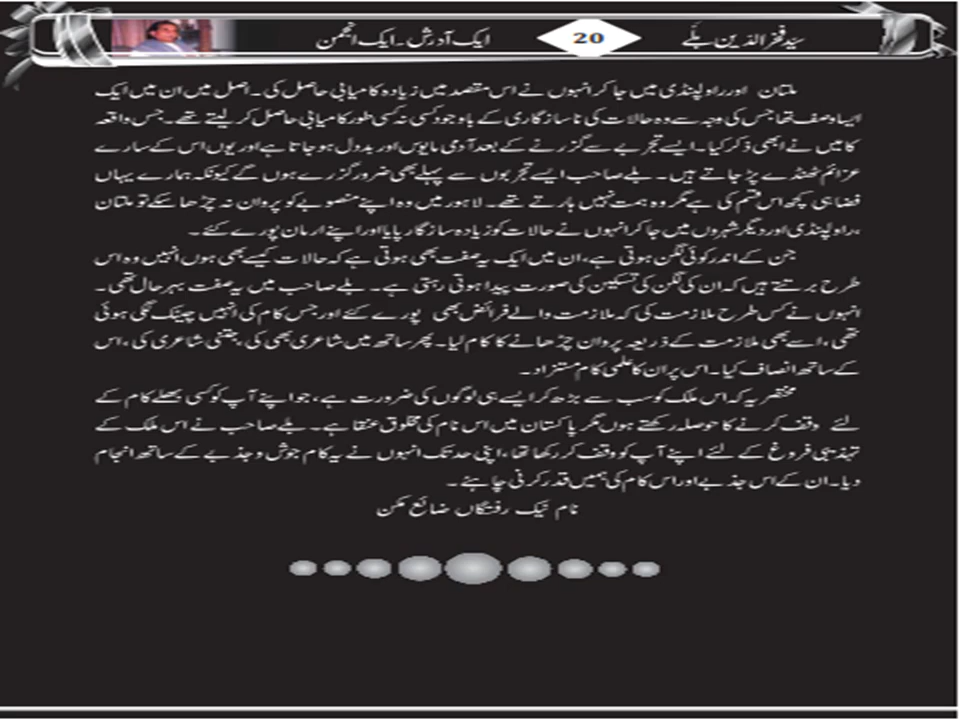 سیّد فخر الدین بلّے 20 ایک آدرش۔ایک انجمن
ملتان اور راولپنڈی میں جا کر انہوں نے اس مقصد میں زیادہ کامیابی حاصل کی۔ اصل میں ان میں ایک
ایسا وصف تھا جس کی وجہ سے وہ حالات کی ناسازگاری کے باوجود کسی نہ کسی طور کامیابی حاصل کر لیتے تھے۔ جس واقعہ
کا میں نے ابھی ذکر کیا۔ ایسے تجربے سے گزرنے کے بعد آدمی مایوس اور بددل ہو جاتا ہے اور یوں اس کے سارے
عزائم ٹھنڈے پڑ جاتے ہیں۔ بلے صاحب ایسے تجربوں سے پہلے بھی ضرور گزرے ہوں گے کیونکہ ہمارے یہاں
فضا ہی کچھ اس قسم کی ہے مگر وہ ہمت نہیں ہارتے تھے۔ لاہور میں وہ اپنے منصوبے کو پروان نہ چڑھا سکے تو ملتان
،راولپنڈی اور دیگر شہروں میں جا کر انہوں نے حالات کو زیادہ سازگار پایا اور اپنے ارمان پورے کئے۔
جن کے اندر کوئی لگن ہوتی ہے، ان میں ایک یہ صفت بھی ہوتی ہے کہ حالات کیسے بھی ہوں انہیں وہ اس
طرح برتتے ہیں کہ ان کی لگن کی تسکین کی صورت پیدا ہوتی رہتی ہے۔ بلے صاحب میں یہ صفت بہرحال تھی۔
انہوں نے کس طرح ملازمت کی کہ ملازمت والے فرائض بھی پورے کئے اور جس کام کی انہیں چیٹک لگی ہوئی
تھی، اسے بھی ملازمت کے ذریعہ پروان چڑھانے کا کام لیا۔ پھر ساتھ میں شاعری بھی کی، جتنی شاعری کی، اس
کے ساتھ انصاف کیا۔ اس پر ان کا علمی کام مستزاد۔
مختصر یہ کہ اس ملک کو سب سے بڑھ کر ایسے ہی لوگوں کی ضرورت ہے، جو اپنے آپ کو کسی بھلے کام کے
لئے وقف کرنے کا حوصلہ رکھتے ہوں مگر پاکستان میں اس نام کی مخلوق عنقا ہے۔ بلے صاحب نے اس ملک کے
تہذیبی فروغ کے لئے اپنے آپ کو وقف کر رکھا تھا، اپنی حد تک انہوں نے یہ کام جوش و جذبے کے ساتھ انجام
دیا۔ ان کے اس جذبے اور اس کام کی ہمیں قدر کرنی چاہئے۔
نام نیک رفتگاں ضائع مکن